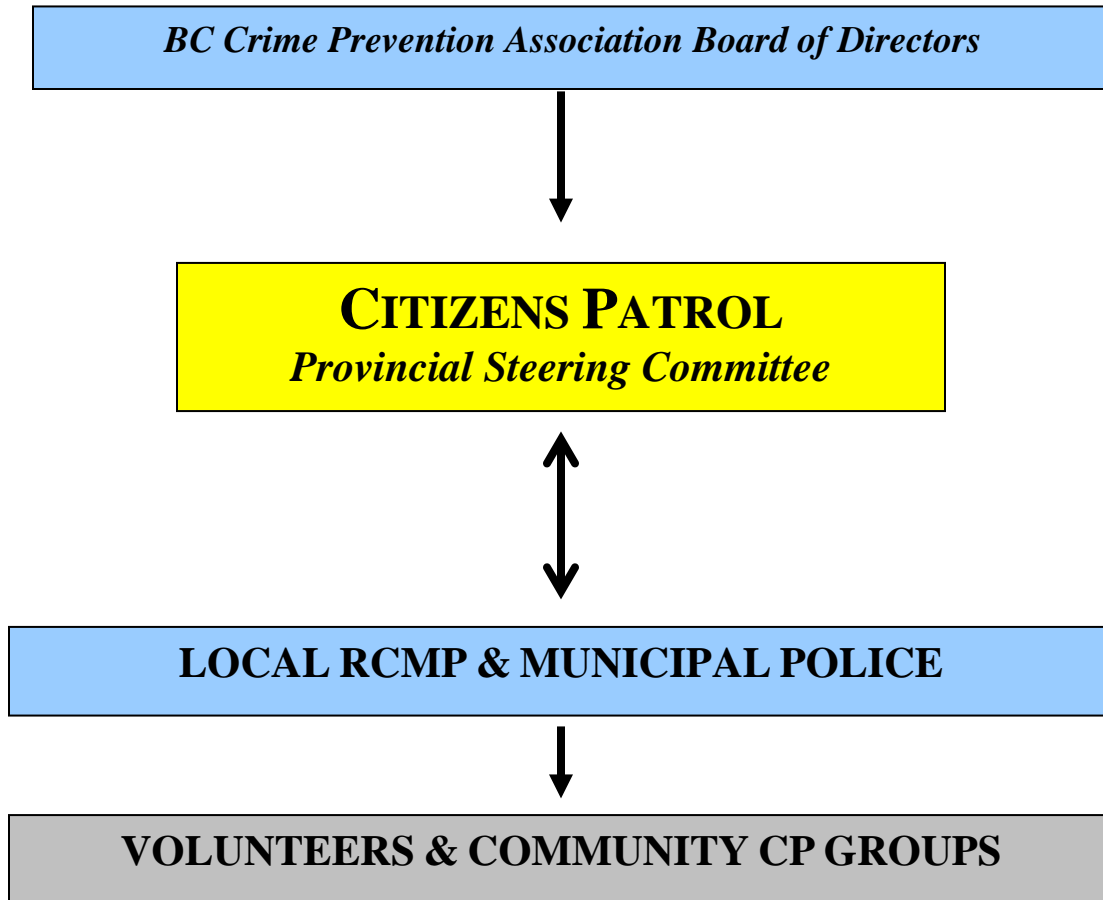 BC Crime Prevention Association Board of Directors
CITIZENS PATROL
Provincial Steering Committee
LOCAL RCMP & MUNICIPAL POLICE
VOLUNTEERS & COMMUNITY CP GROUPS